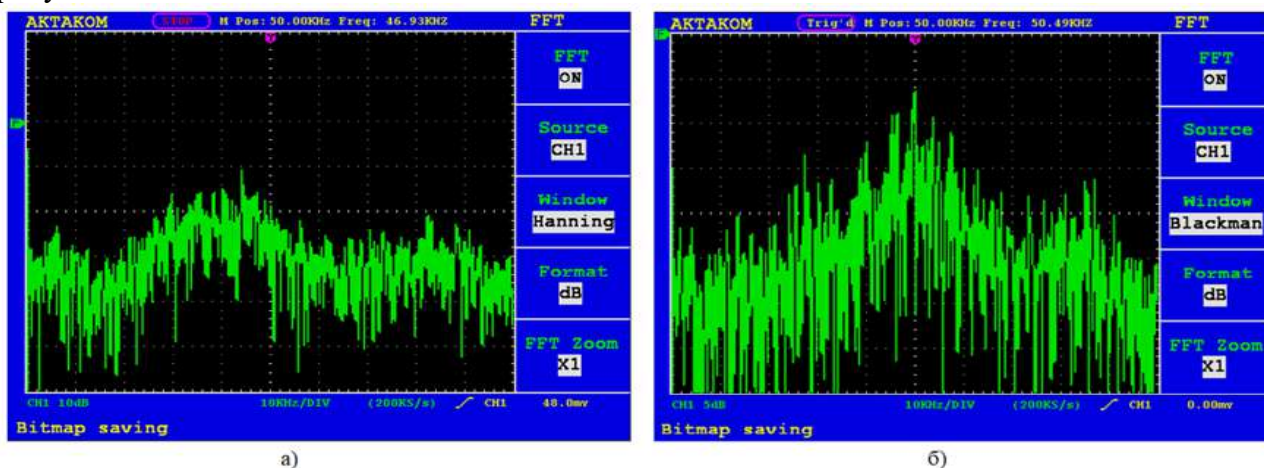 AKTAKOM STOP M Pos:50.00KHz Freq: 46.93KHz FFT
FFT
ON
Source
CH1
Window
Hanning
Format
dB
FFT Zoom
X1
CH1 10dB 10KHz/DIV (200KS/s) CH1 48.0mv
Bitmap saving
а)
AKTAKOM Trig'd M Pos:50.00KHz Freq: 50.49KHz FFT
FFT
ON
Source
CH1
Window
Blackman
Format
dB
FFT Zoom
X1
CH1 5dB 10KHz/DIV (200KS/s) CH1 0.00mv
Bitmap saving
б)